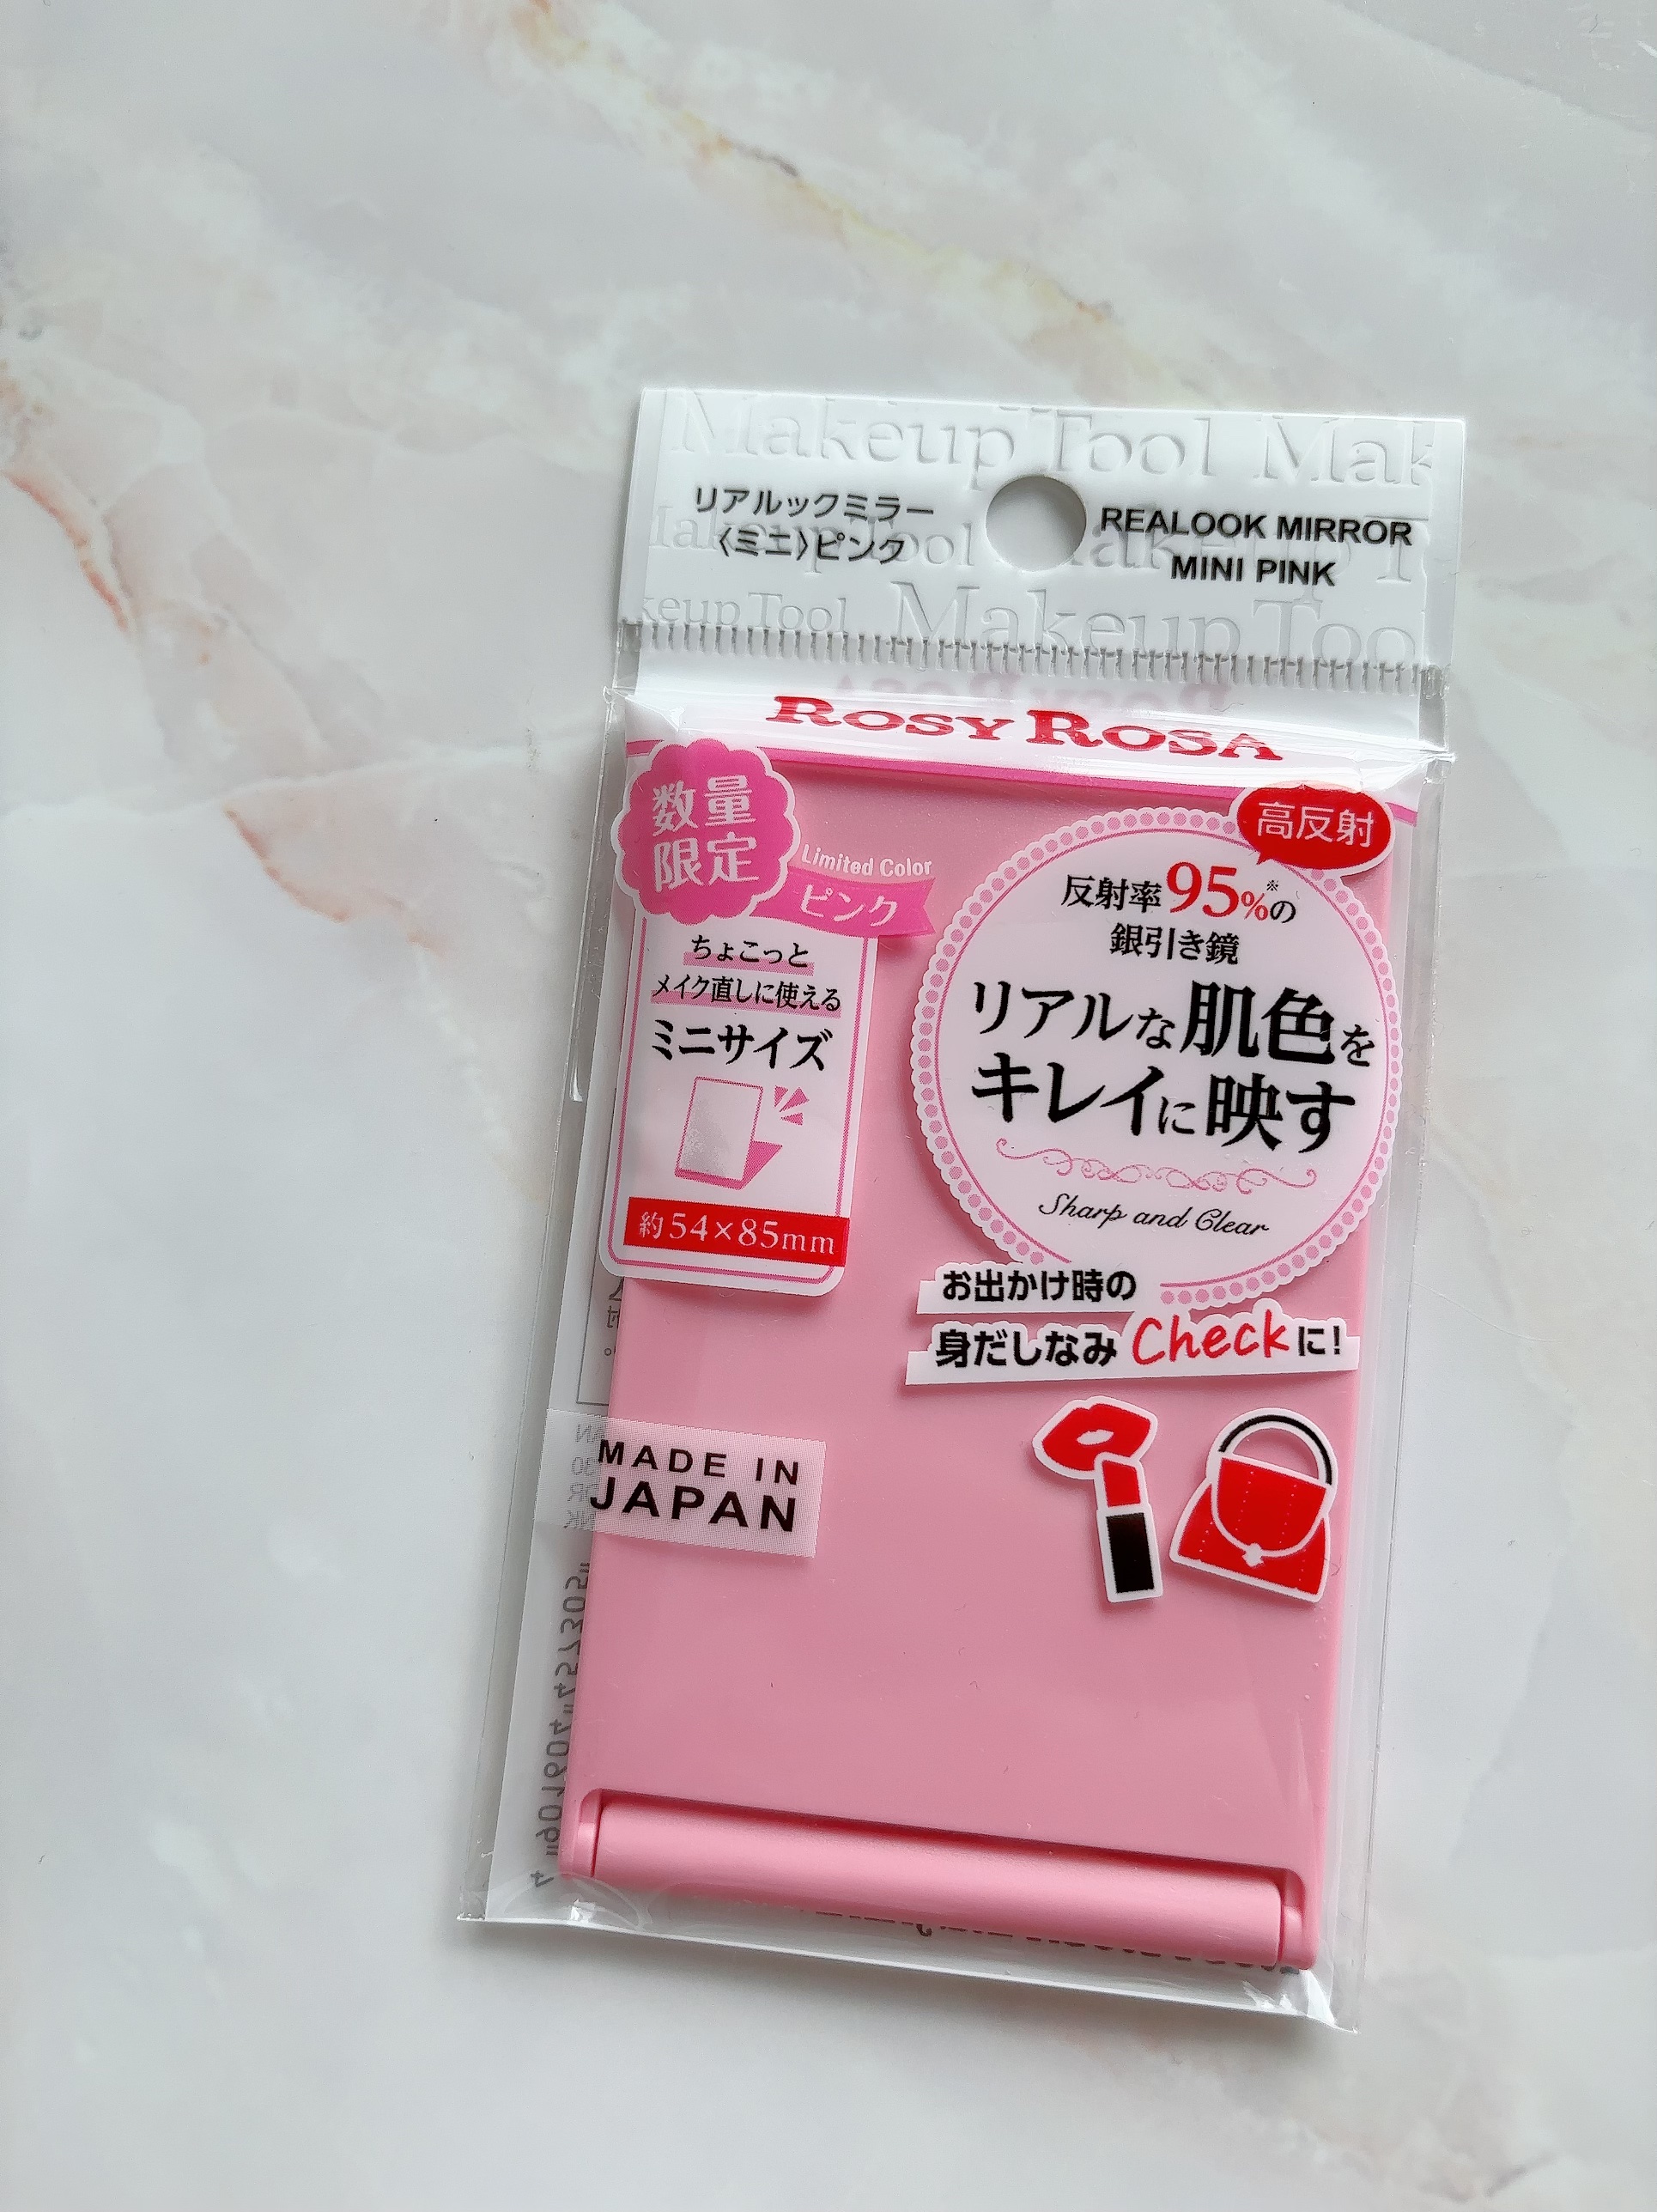 Makeup Tool Mak
リアルックミラー
〈ミニ〉ピンク
REALOOK MIRROR
MINI PINK
Makeup Too
ROSY ROSA
数量
限定
Limited Color
ピンク
ちょこっと
メイク直しに使える
ミニサイズ
約54×85mm
高反射
反射率95%※の
銀引き鏡
リアルな肌色を
キレイに映す
Sharp and Clear
お出かけ時の
身だしなみCheckに!
MADE IN
JAPAN